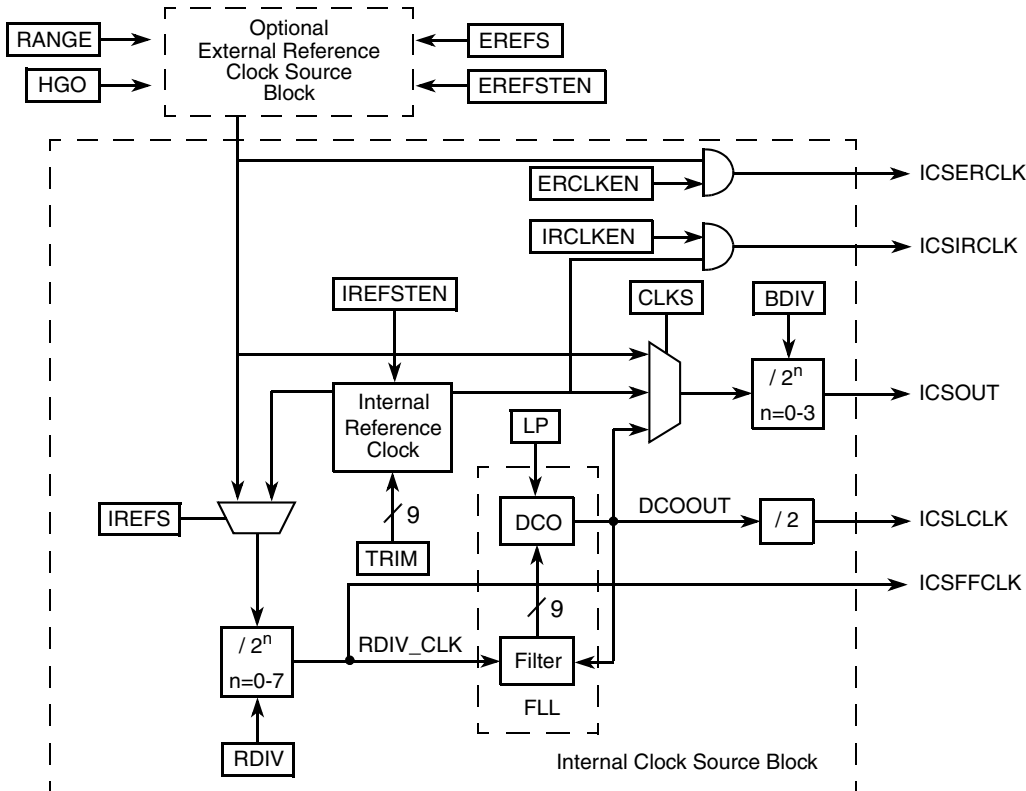 RANGE
HGO
Optional
External Reference
Clock Source
Block
EREFS
EREFSTEN
ERCLKEN
ICSERCLK
IRCLKEN
ICSIRCLK
IREFSTEN
CLKS
BDIV
Internal
Reference
Clock
/ 2n
n=0-3
ICSOUT
LP
IREFS
9
TRIM
DCO
DCOOUT
/ 2
ICSLCLK
ICSFFCLK
9
/ 2n
n=0-7
RDIV_CLK
Filter
FLL
RDIV
Internal Clock Source Block